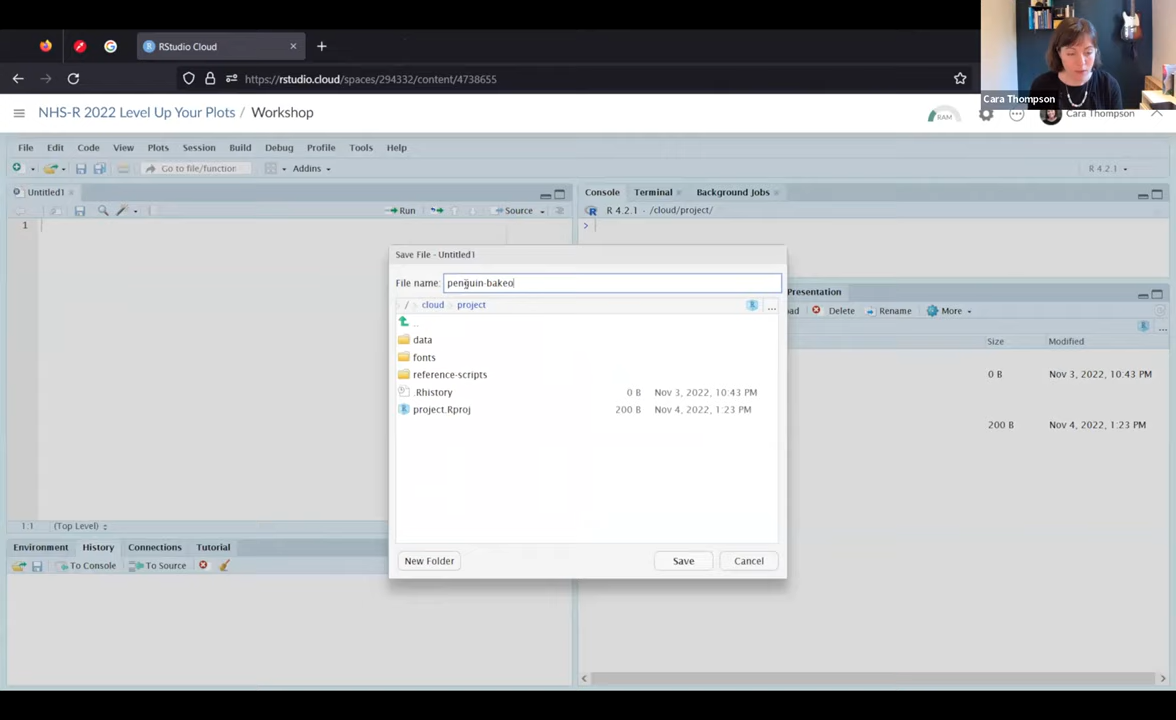 RStudio Cloud
https://rstudio.cloud/spaces/294332/content/4738655
Cara Thompson
NHS-R 2022 Level Up Your Plots / Workshop
RAM
Cara Thompson
File Edit Code View Plots Session Build Debug Profile Tools Help
Go to file/function Addins R 4.2.1
Untitled1
Run Source
1
1:1 (Top Level)
Environment History Connections Tutorial
To Console To Source
Console Terminal Background Jobs
R 4.2.1 · /cloud/project/
>
Presentation
Delete Rename More
Size Modified
0 B Nov 3, 2022, 10:43 PM
200 B Nov 4, 2022, 1:23 PM
Save File - Untitled1
File name: penguin-bakeo
/ cloud project
..
data
fonts
reference-scripts
.Rhistory 0 B Nov 3, 2022, 10:43 PM
project.Rproj 200 B Nov 4, 2022, 1:23 PM
New Folder Save Cancel